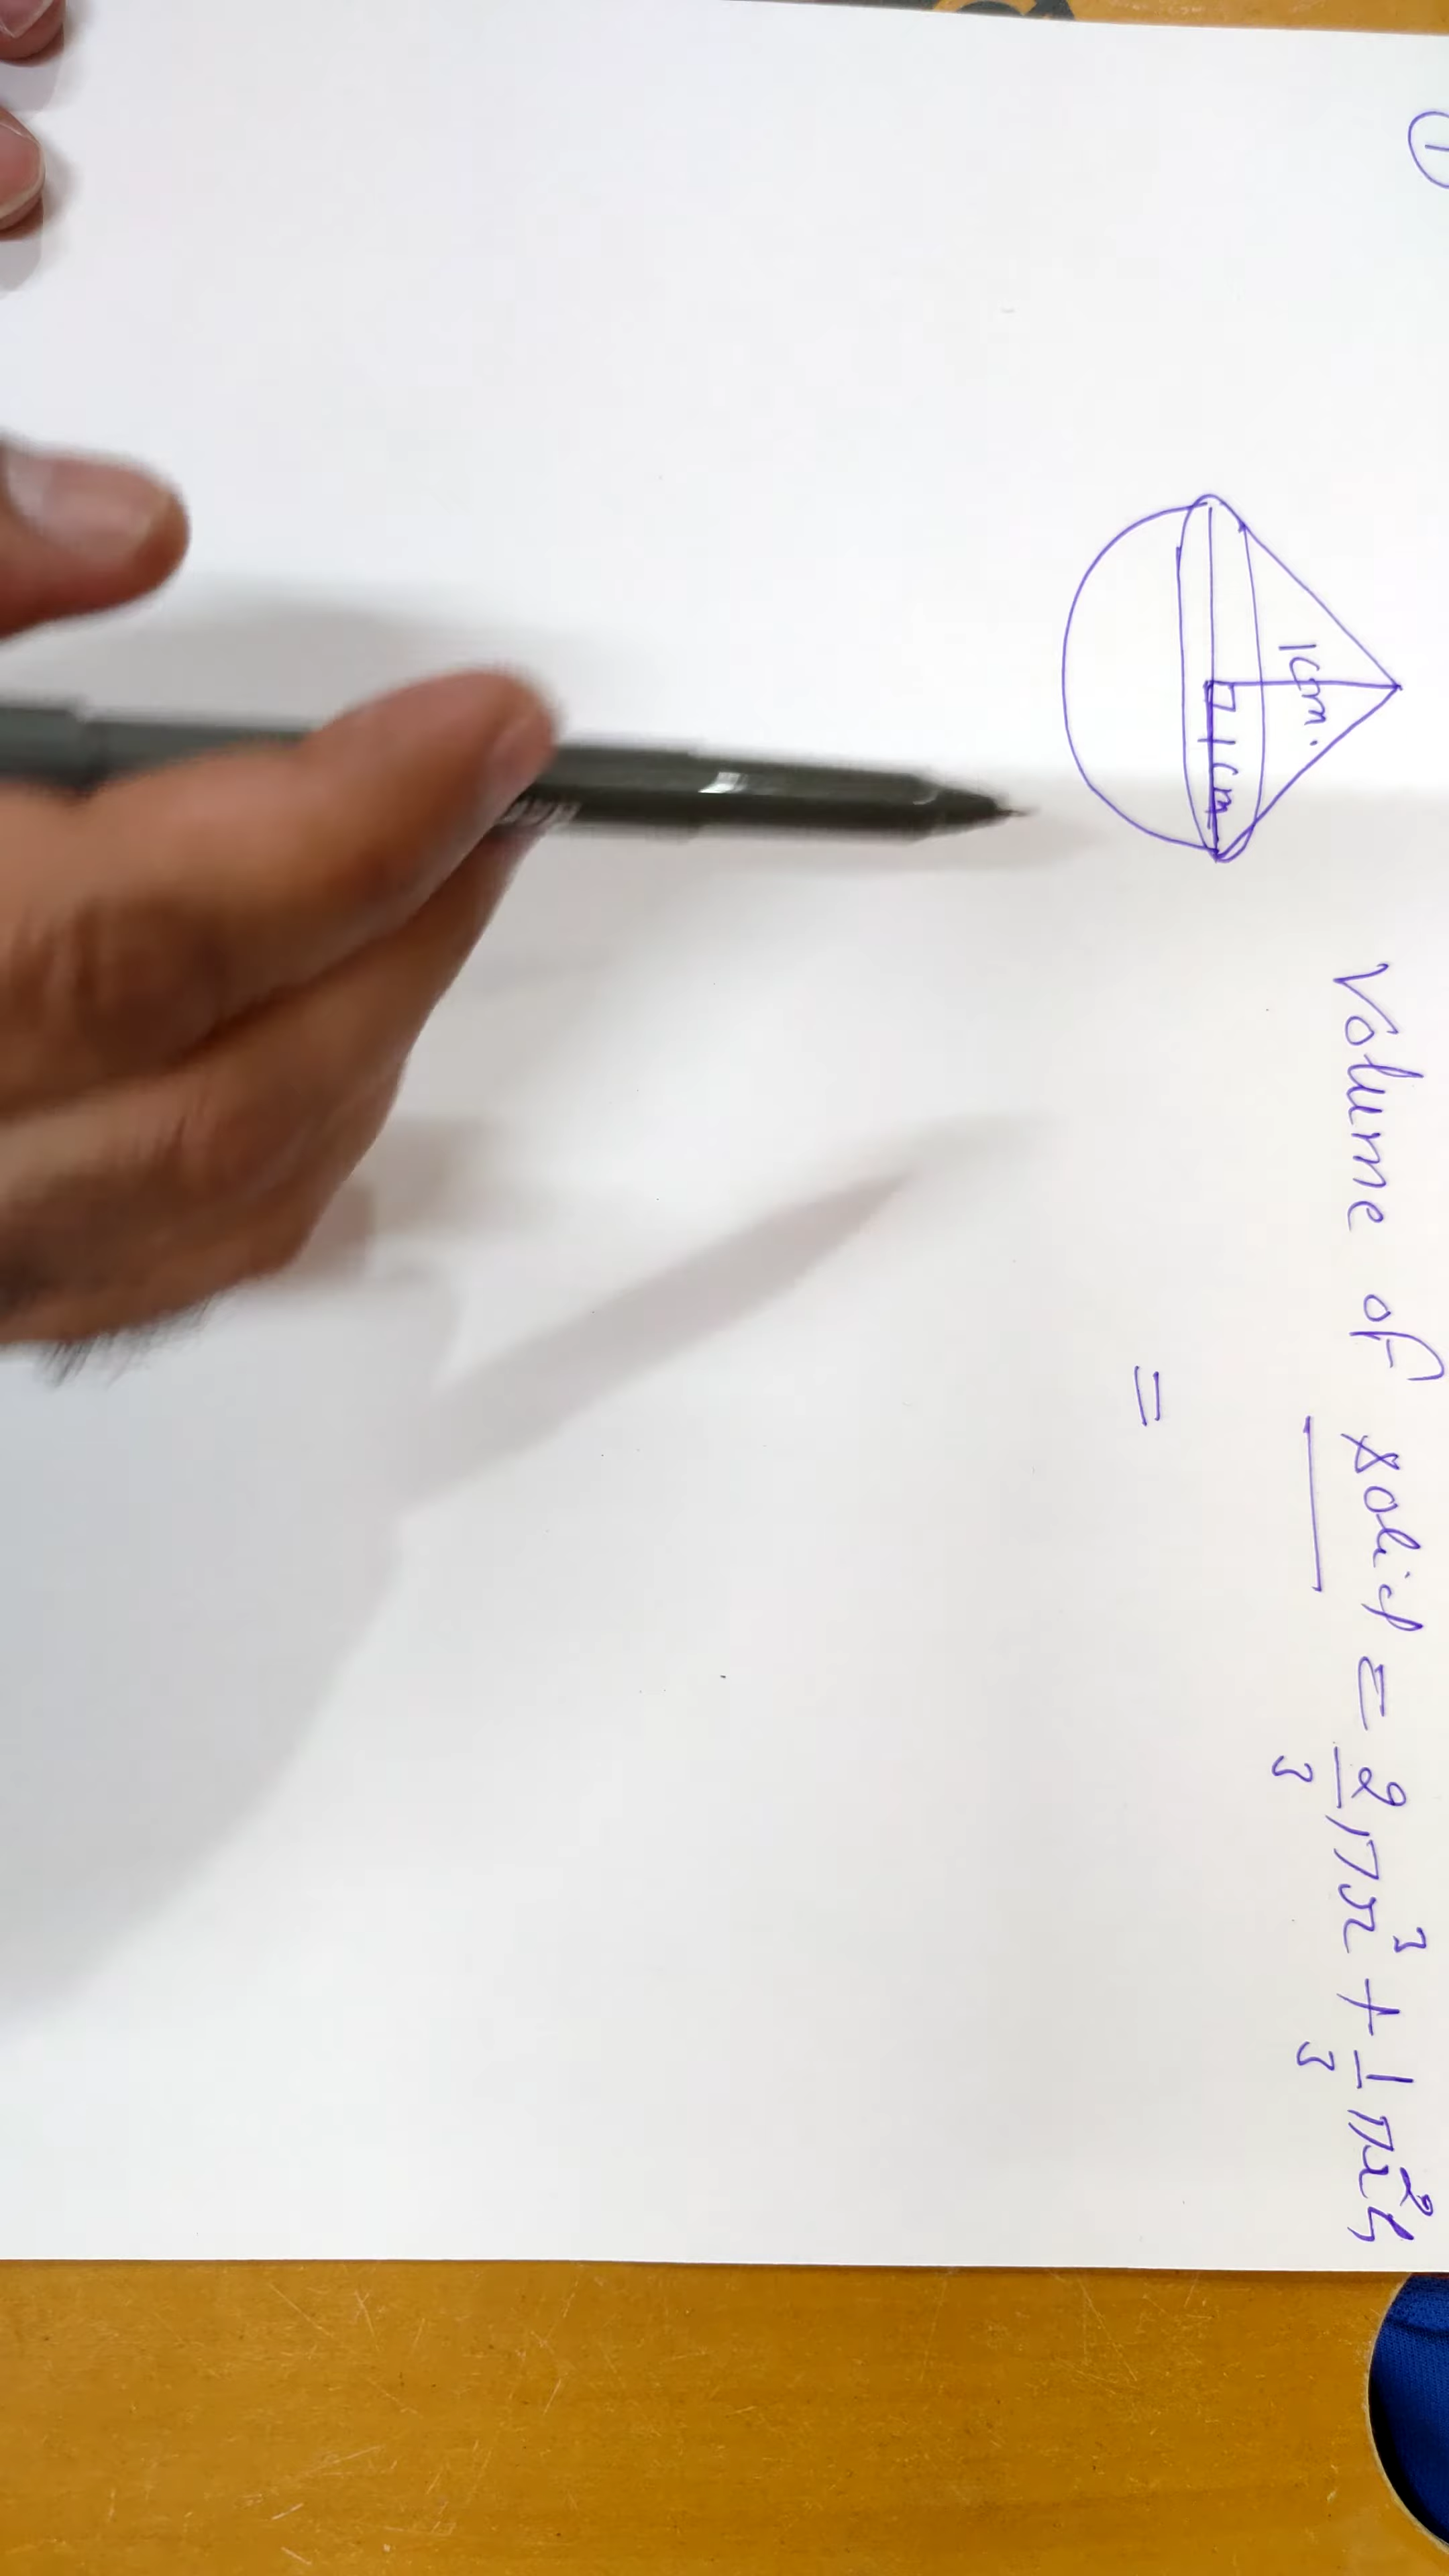 ①
1cm.
1cm
Volume of solid = 2/3 πr³ + 1/3 πr²h
=